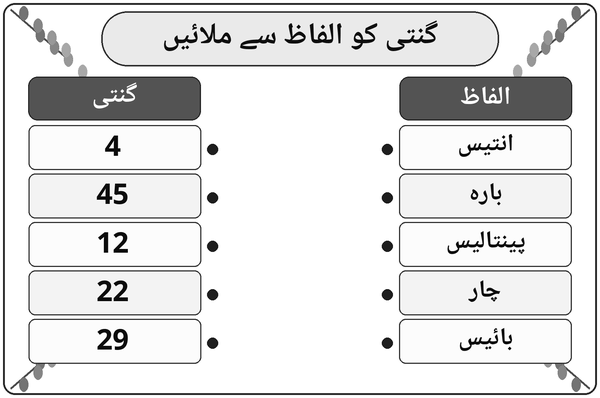 گنتی کو الفاظ سے ملائیں
الفاظ گنتی
انتیس 4
بارہ 45
پینتالیس 12
چار 22
بائیس 29